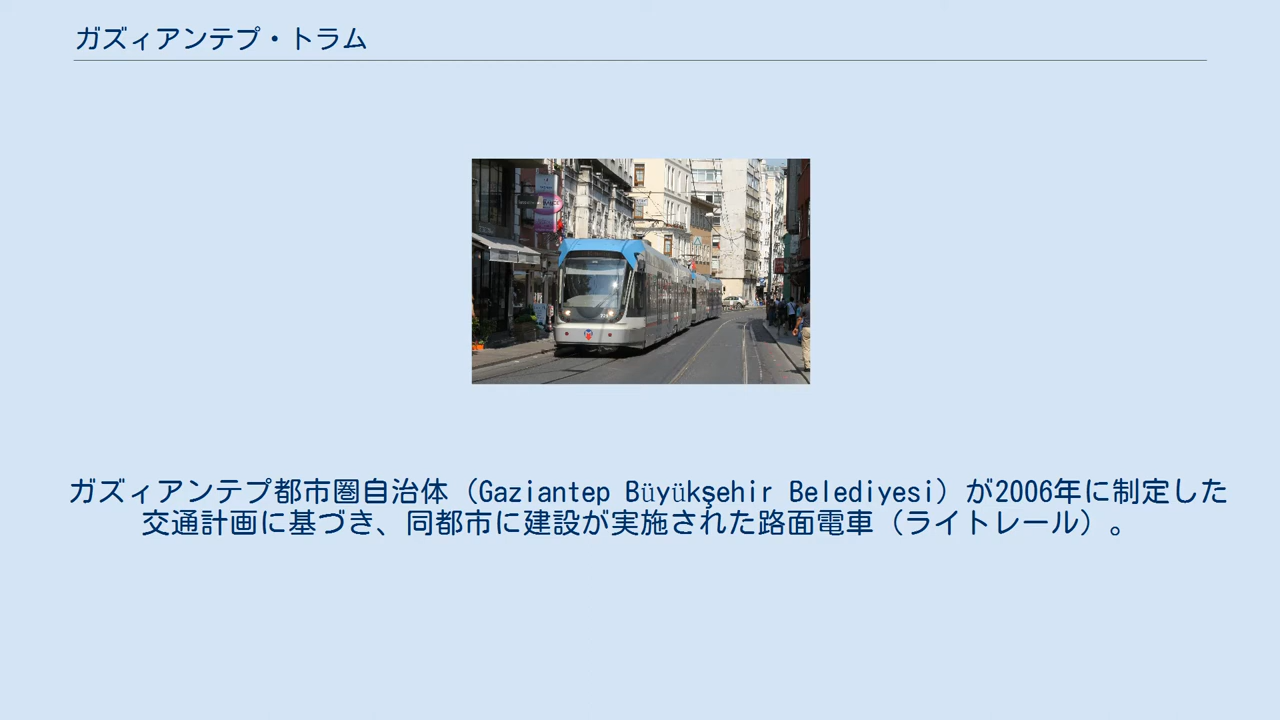 ガズィアンテプ・トラム
ガズィアンテプ都市圏自治体（Gaziantep Büyükşehir Belediyesi）が2006年に制定した
交通計画に基づき、同都市に建設が実施された路面電車（ライトレール）。